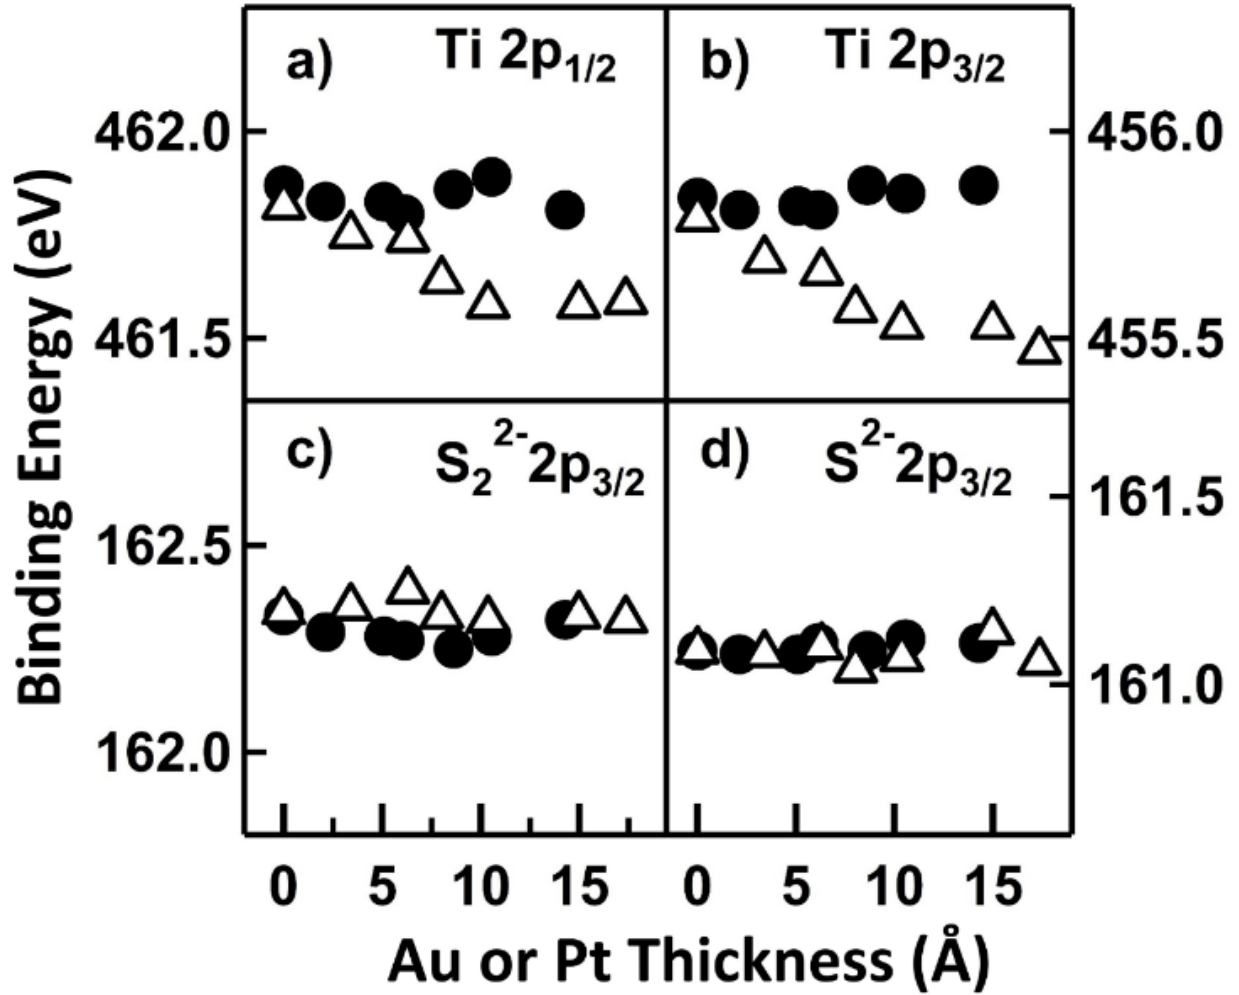 a) Ti 2p1/2
b) Ti 2p3/2
462.0
456.0
461.5
455.5
Binding Energy (eV)
c) S2 2- 2p3/2
d) S2- 2p3/2
161.5
162.5
161.0
162.0
0 5 10 15 0 5 10 15
Au or Pt Thickness (Å)